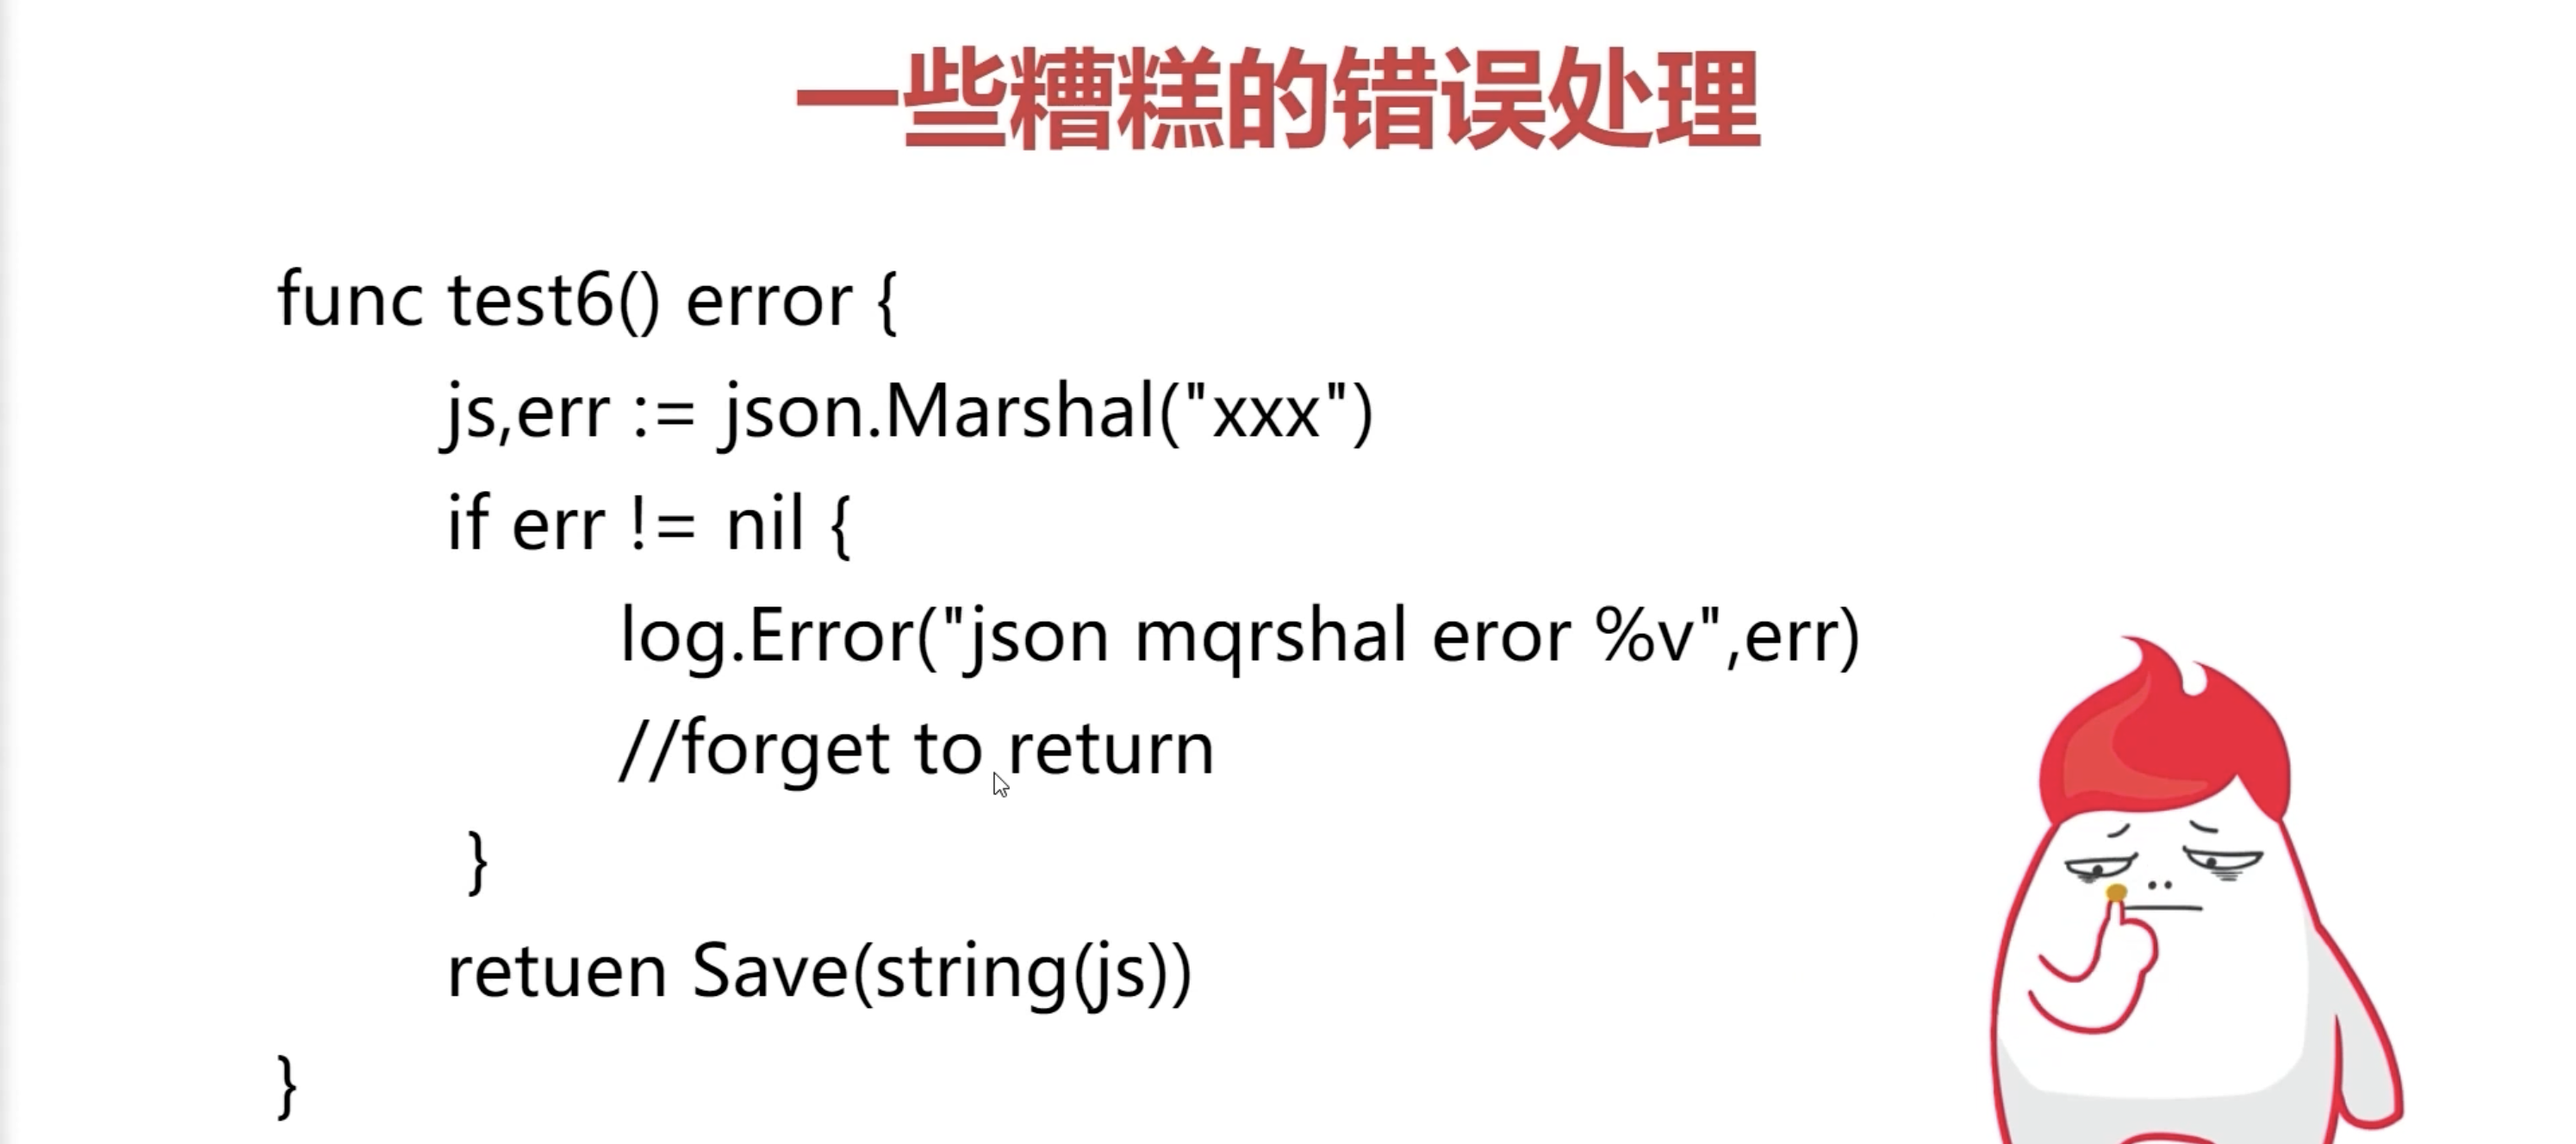 一些糟糕的错误处理
func test6() error {
js,err := json.Marshal("xxx")
if err != nil {
log.Error("json mqrshal eror %v",err)
//forget to return
}
retuen Save(string(js))
}